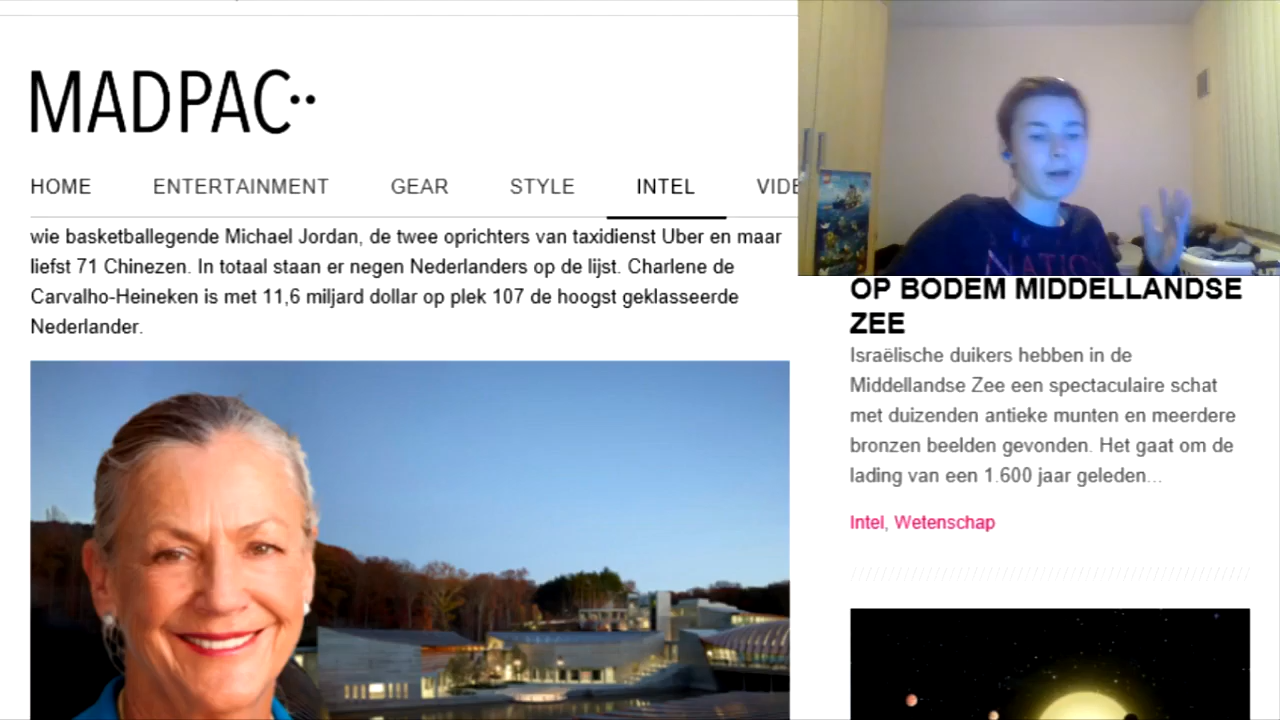 MADPAC
HOME ENTERTAINMENT GEAR STYLE INTEL
wie basketballegende Michael Jordan, de twee oprichters van taxidienst Uber en maar
liefst 71 Chinezen. In totaal staan er negen Nederlanders op de lijst. Charlene de
Carvalho-Heineken is met 11,6 miljard dollar op plek 107 de hoogst geklasseerde
Nederlander.
NATION
OP BODEM MIDDELLANDSE
ZEE
Israëlische duikers hebben in de
Middellandse Zee een spectaculaire schat
met duizenden antieke munten en meerdere
bronzen beelden gevonden. Het gaat om de
lading van een 1.600 jaar geleden...
Intel, Wetenschap